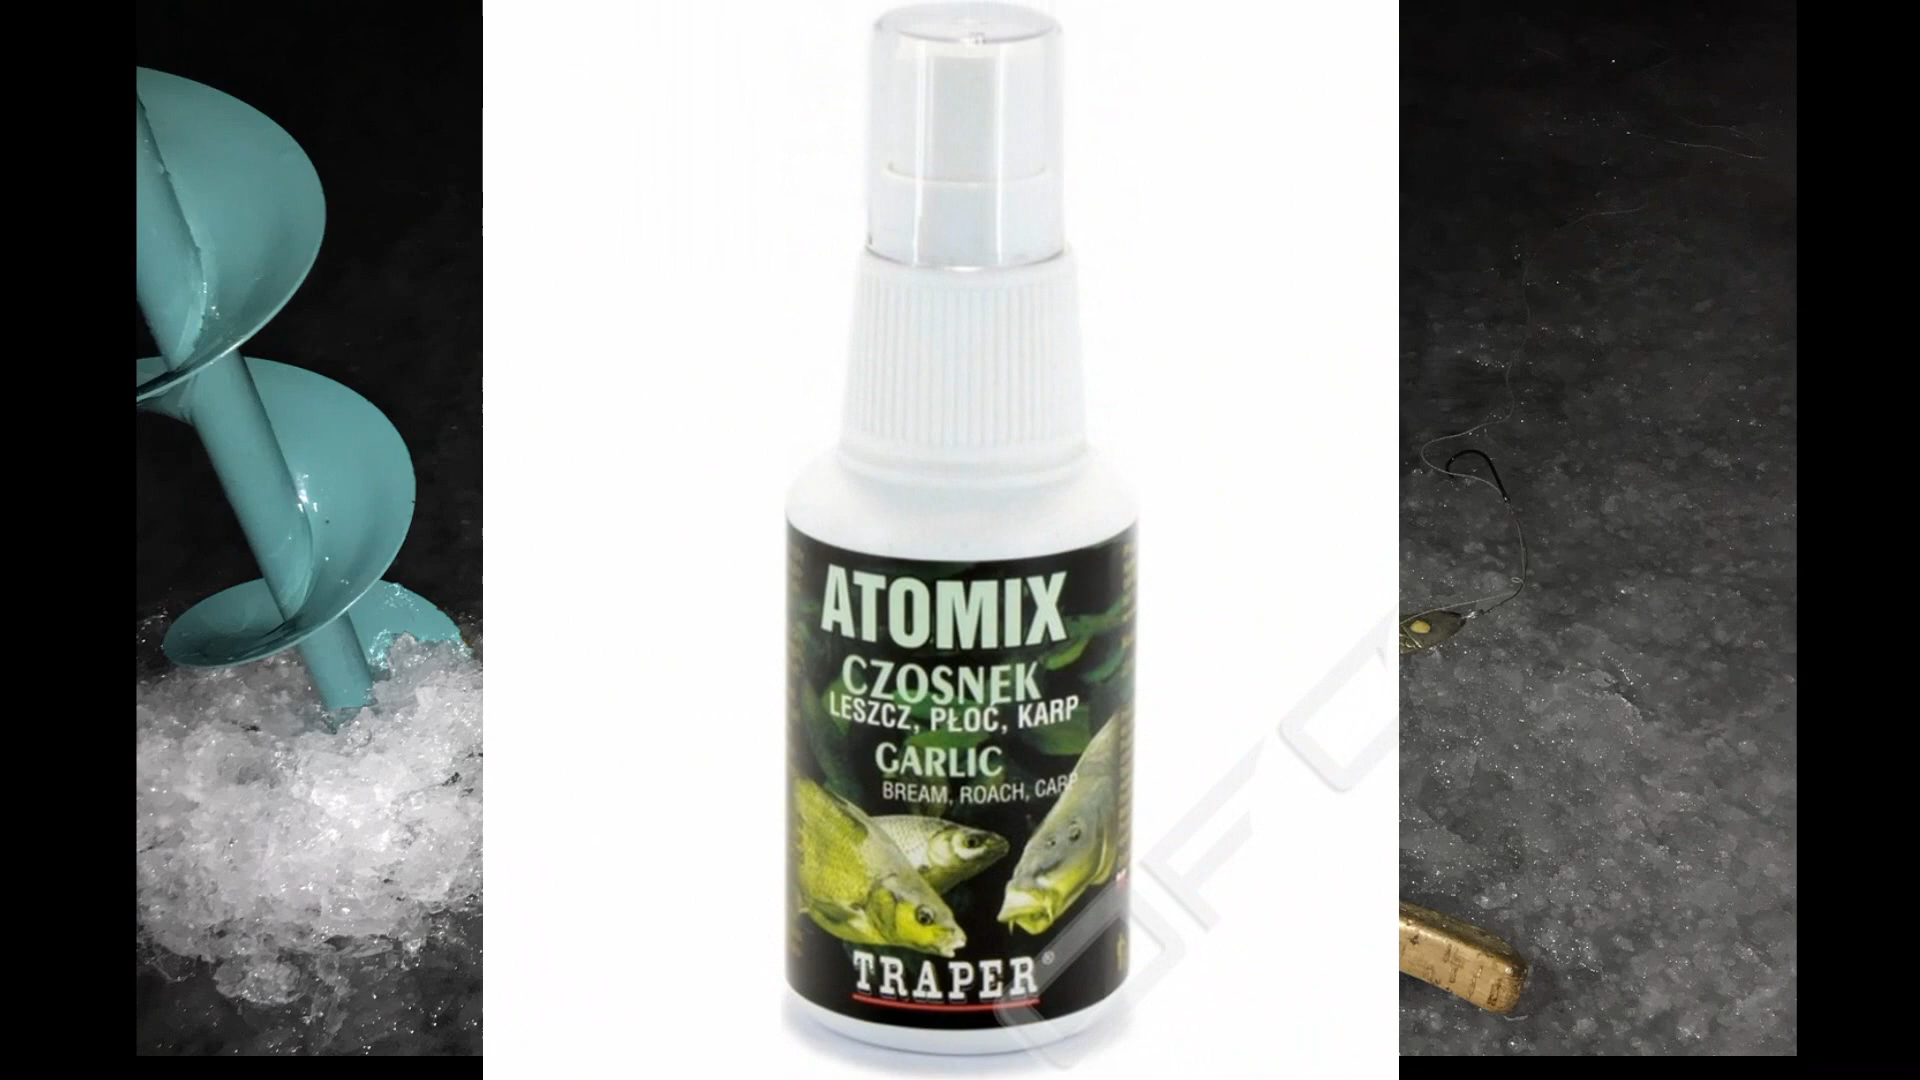 ATOMIX
CZOSNEK
LESZCZ, PŁOĆ, KARP
GARLIC
BREAM, ROACH, CARP
TRAPER®